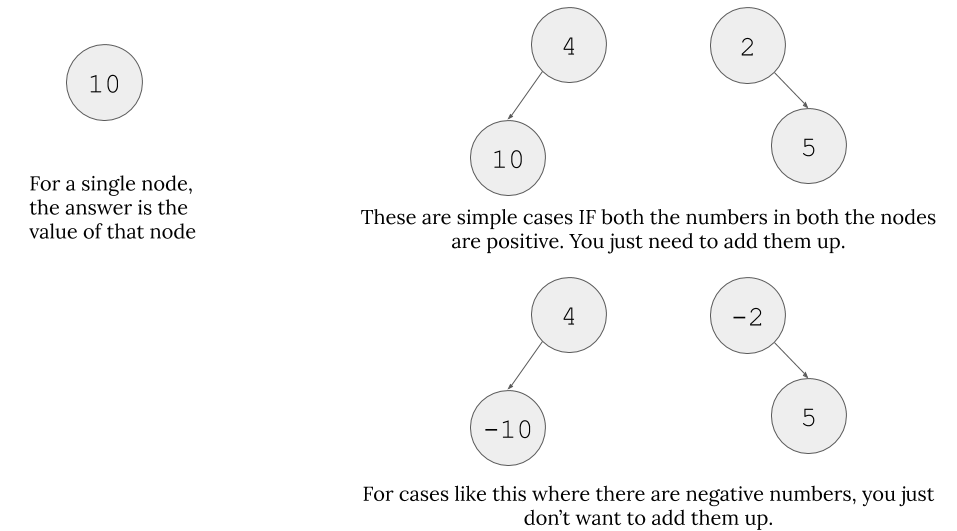 10
For a single node,
the answer is the
value of that node
4
10
2
5
These are simple cases IF both the numbers in both the nodes
are positive. You just need to add them up.
4
-10
-2
5
For cases like this where there are negative numbers, you just
don’t want to add them up.